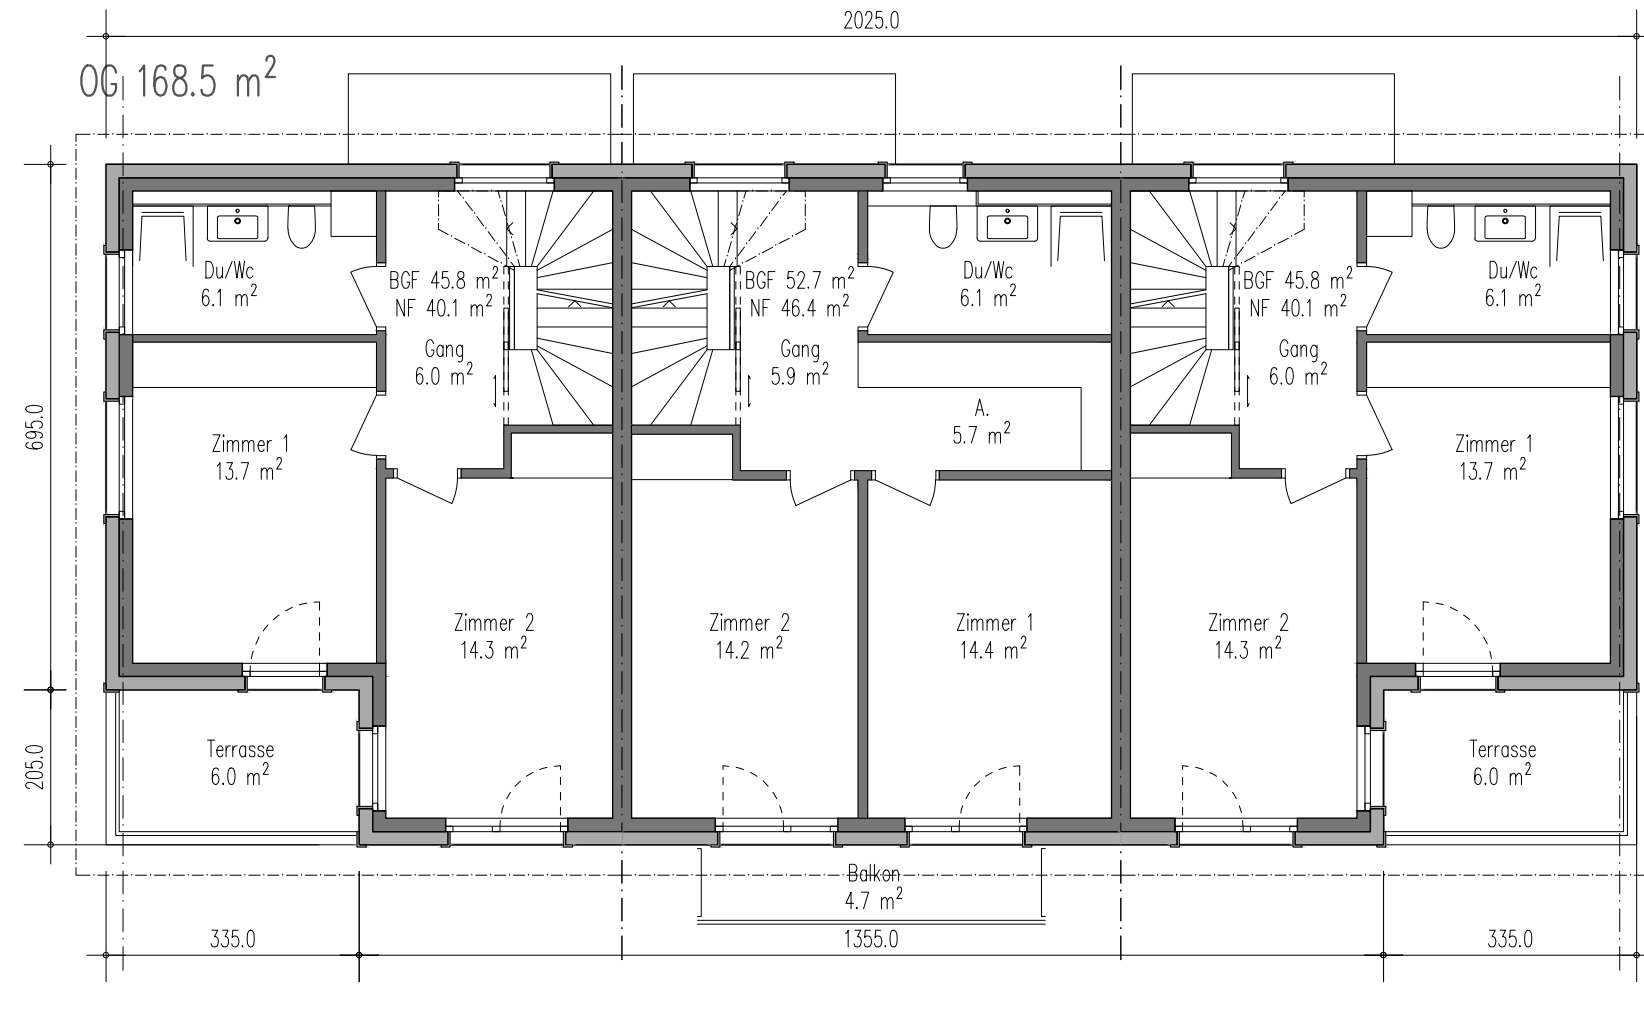 2025.0
OG 168.5 m²
Du/Wc
6.1 m²
BGF 45.8 m²
NF 40.1 m²
Gang
6.0 m²
BGF 52.7 m²
NF 46.4 m²
Gang
5.9 m²
Du/Wc
6.1 m²
BGF 45.8 m²
NF 40.1 m²
Gang
6.0 m²
Du/Wc
6.1 m²
695.0
Zimmer 1
13.7 m²
A.
5.7 m²
Zimmer 1
13.7 m²
Zimmer 2
14.3 m²
Zimmer 2
14.2 m²
Zimmer 1
14.4 m²
Zimmer 2
14.3 m²
205.0
Terrasse
6.0 m²
Terrasse
6.0 m²
Balkon
4.7 m²
335.0
1355.0
335.0